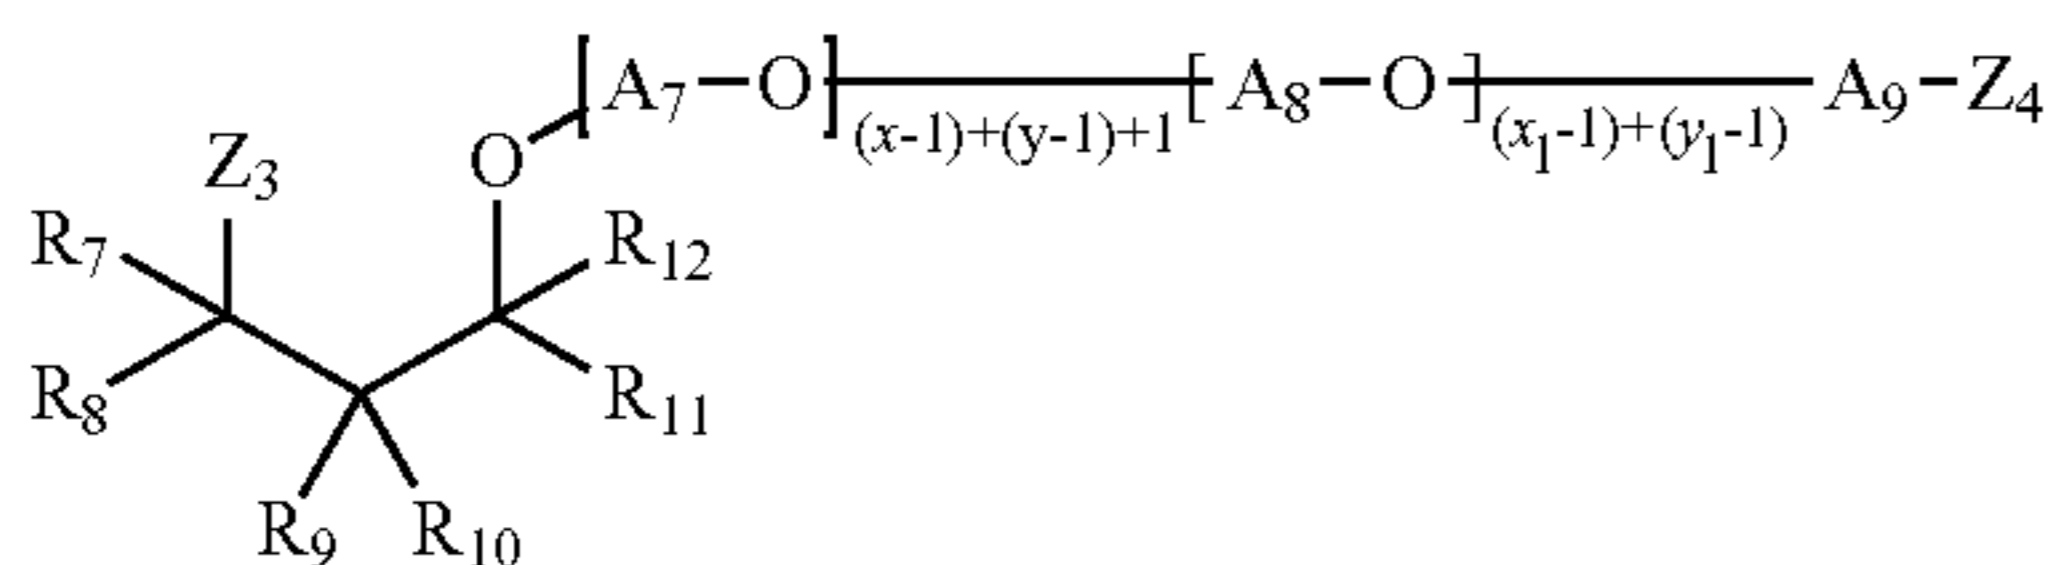 [A₇—O](x-1)+(y-1)+1[A₈—O](x₁-1)+(y₁-1) A₉—Z₄
Z₃ O
R₇ R₁₂
R₈ R₁₁
R₉ R₁₀